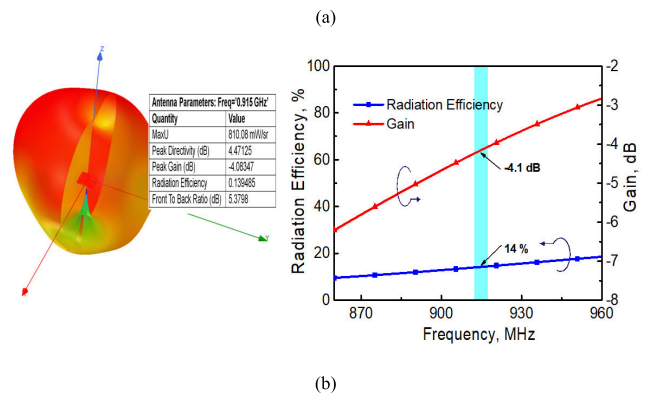 (a)
Z
Antenna Parameters: Freq='0.915 GHz'
Quantity Value
MaxU 810.08 mW/sr
Peak Directivity (dB) 4.47125
Peak Gain (dB) -4.08347
Radiation Efficiency 0.139485
Front To Back Ratio (dB) 5.3798
Y
X
Radiation Efficiency, %
100
80
60
40
20
0
Radiation Efficiency
Gain
-4.1 dB
14 %
-2
-3
-4
-5
-6
-7
-8
Gain, dB
870 900 930 960
Frequency, MHz
(b)